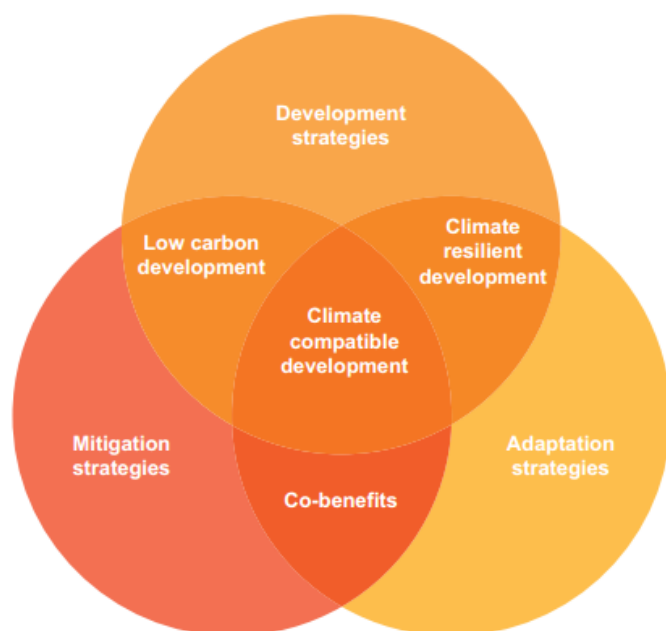 Development
strategies
Low carbon
development
Climate
resilient
development
Climate
compatible
development
Mitigation
strategies
Adaptation
strategies
Co-benefits